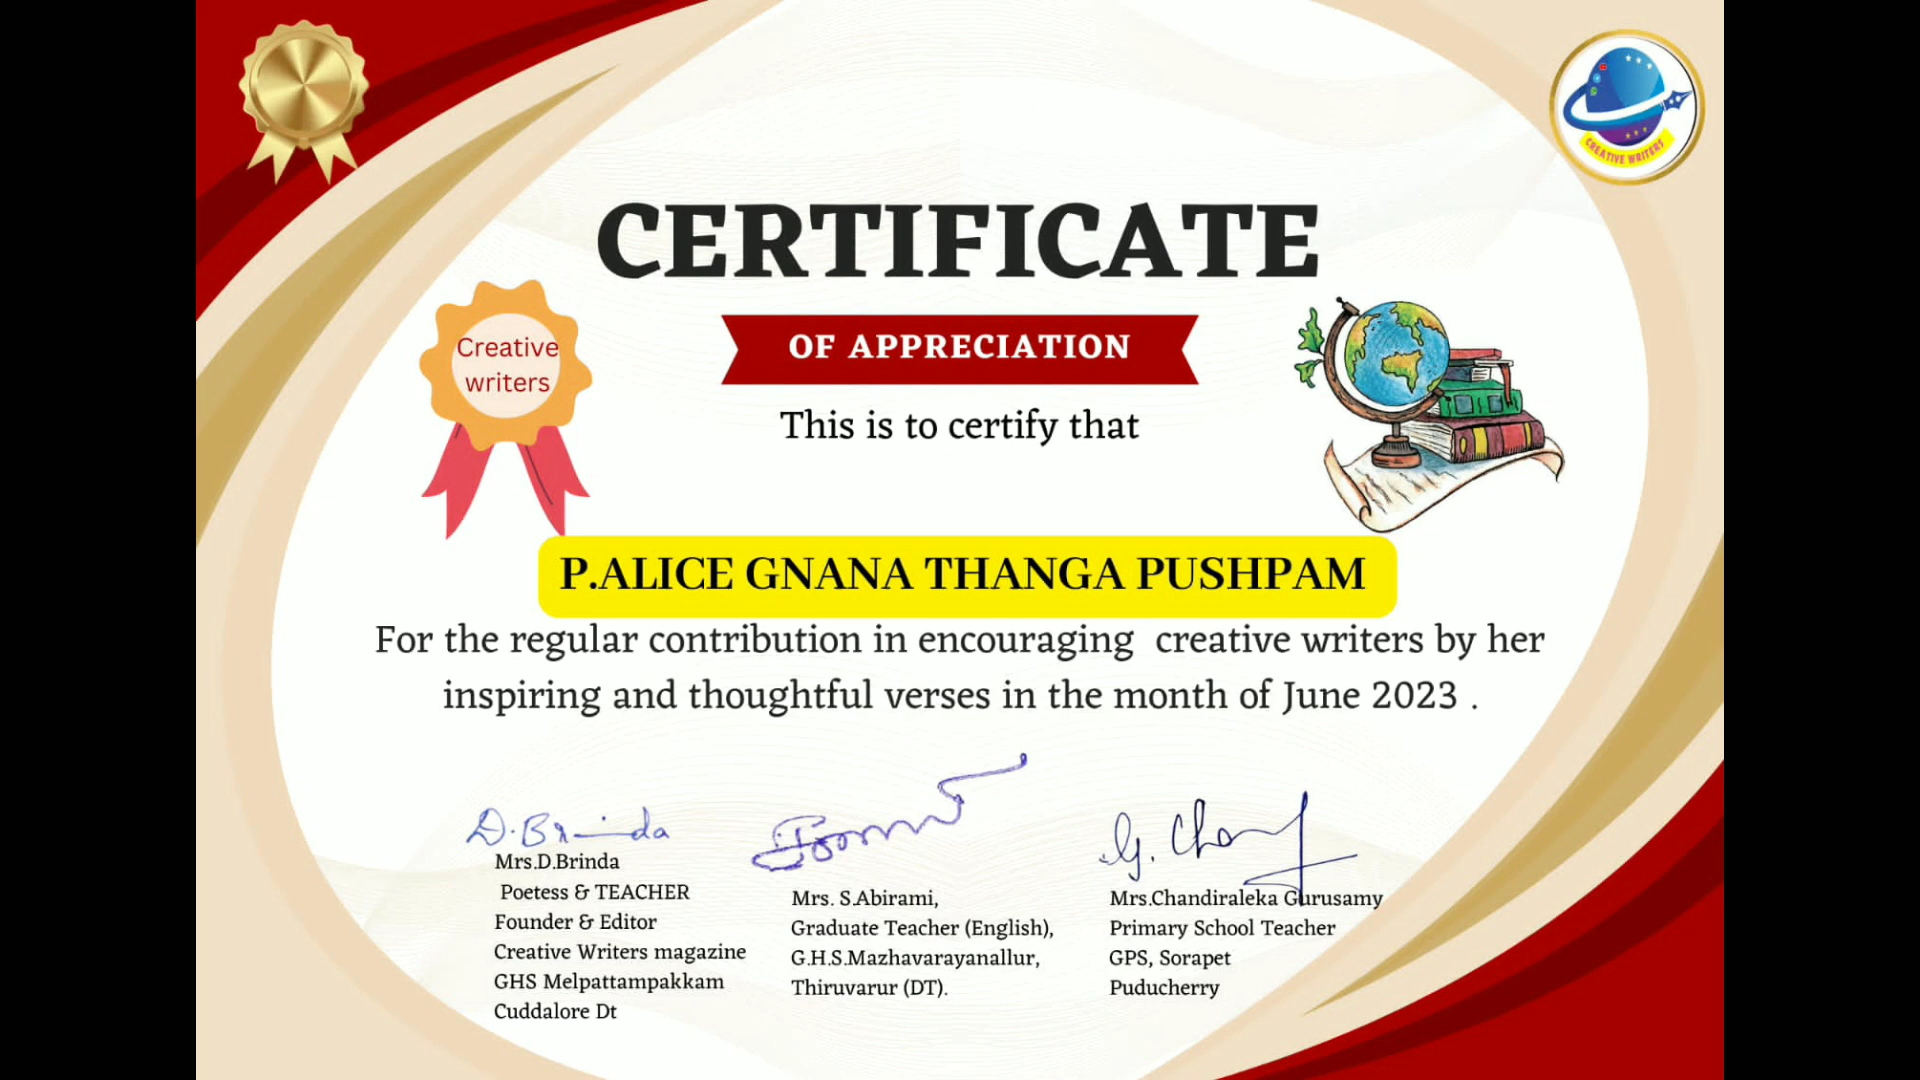 CREATIVE WRITERS
CERTIFICATE
Creative
writers
OF APPRECIATION
This is to certify that
P.ALICE GNANA THANGA PUSHPAM
For the regular contribution in encouraging creative writers by her
inspiring and thoughtful verses in the month of June 2023 .
D.Brinda
Mrs.D.Brinda
Poetess & TEACHER
Founder & Editor
Creative Writers magazine
GHS Melpattampakkam
Cuddalore Dt
Mrs. S.Abirami,
Graduate Teacher (English),
G.H.S.Mazhavarayanallur,
Thiruvarur (DT).
Mrs.Chandiraleka Gurusamy
Primary School Teacher
GPS, Sorapet
Puducherry